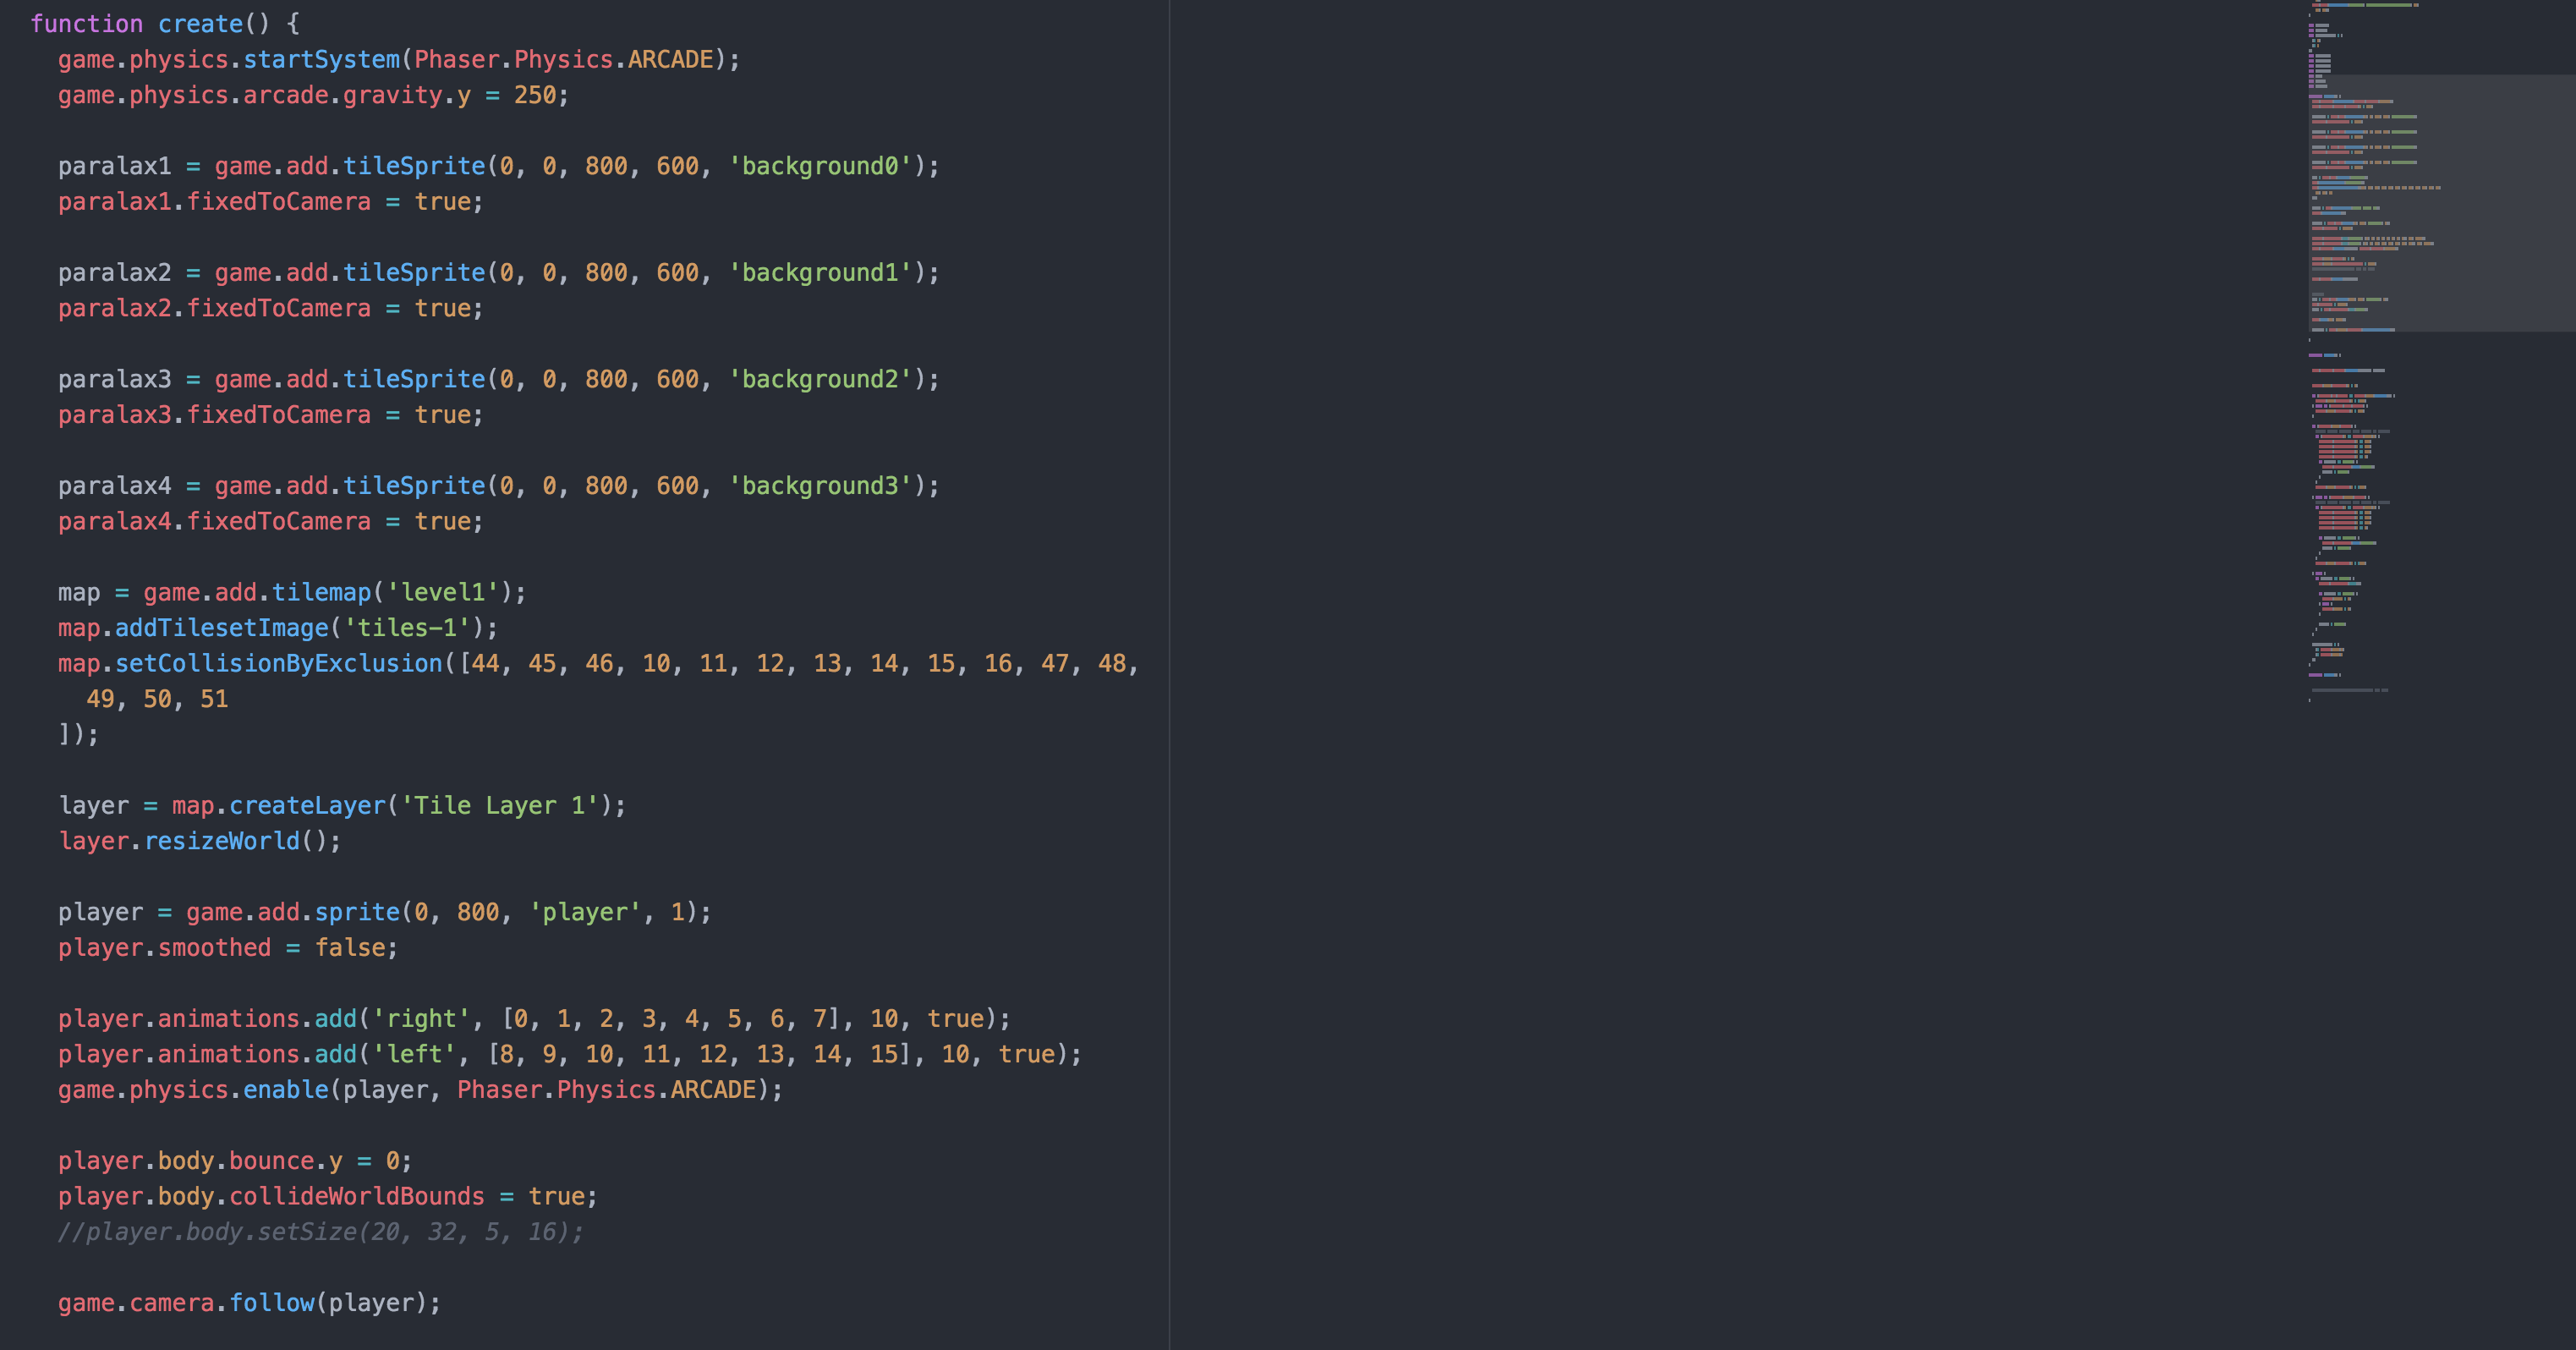 function create() {
  game.physics.startSystem(Phaser.Physics.ARCADE);
  game.physics.arcade.gravity.y = 250;

  paralax1 = game.add.tileSprite(0, 0, 800, 600, 'background0');
  paralax1.fixedToCamera = true;

  paralax2 = game.add.tileSprite(0, 0, 800, 600, 'background1');
  paralax2.fixedToCamera = true;

  paralax3 = game.add.tileSprite(0, 0, 800, 600, 'background2');
  paralax3.fixedToCamera = true;

  paralax4 = game.add.tileSprite(0, 0, 800, 600, 'background3');
  paralax4.fixedToCamera = true;

  map = game.add.tilemap('level1');
  map.addTilesetImage('tiles-1');
  map.setCollisionByExclusion([44, 45, 46, 10, 11, 12, 13, 14, 15, 16, 47, 48,
    49, 50, 51
  ]);

  layer = map.createLayer('Tile Layer 1');
  layer.resizeWorld();

  player = game.add.sprite(0, 800, 'player', 1);
  player.smoothed = false;

  player.animations.add('right', [0, 1, 2, 3, 4, 5, 6, 7], 10, true);
  player.animations.add('left', [8, 9, 10, 11, 12, 13, 14, 15], 10, true);
  game.physics.enable(player, Phaser.Physics.ARCADE);

  player.body.bounce.y = 0;
  player.body.collideWorldBounds = true;
  //player.body.setSize(20, 32, 5, 16);

  game.camera.follow(player);